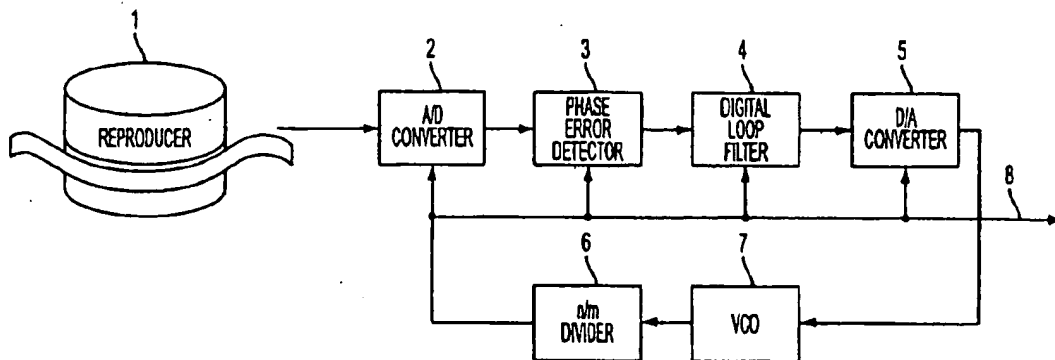 1
REPRODUCER
2
A/D
CONVERTER
3
PHASE
ERROR
DETECTOR
4
DIGITAL
LOOP
FILTER
5
D/A
CONVERTER
8
6
n/m
DIVIDER
7
VCO